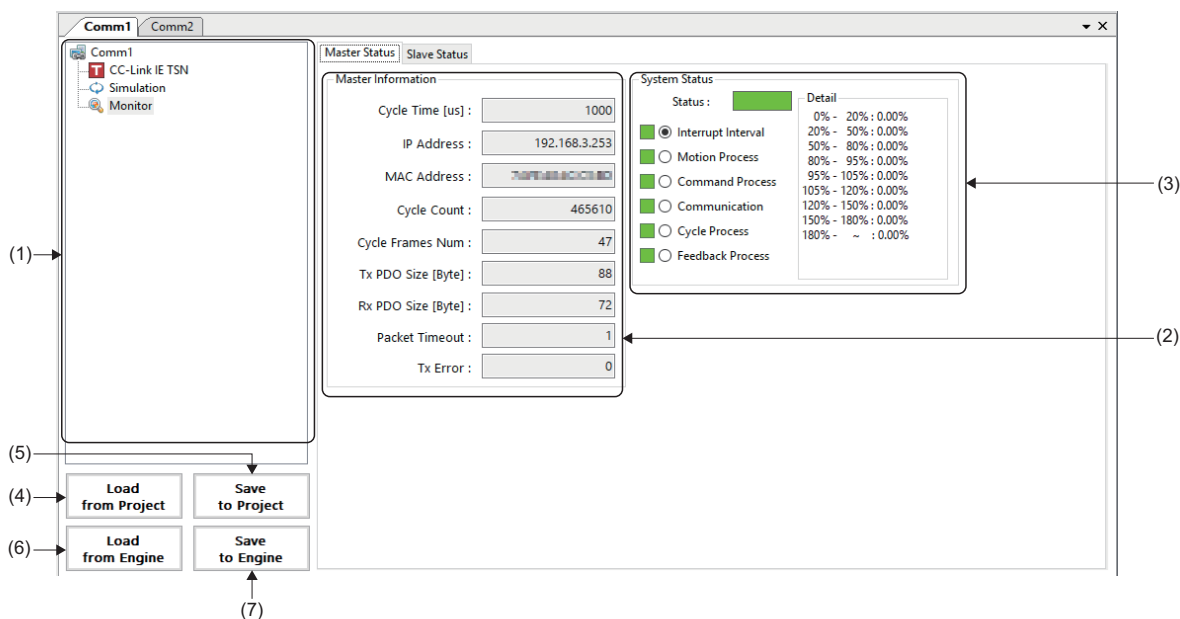 Comm1 Comm2
Comm1
CC-Link IE TSN
Simulation
Monitor
Master Status Slave Status
Master Information
Cycle Time [us] : 1000
IP Address : 192.168.3.253
MAC Address :
Cycle Count : 465610
Cycle Frames Num : 47
Tx PDO Size [Byte] : 88
Rx PDO Size [Byte] : 72
Packet Timeout : 1
Tx Error : 0
System Status
Status :
Interrupt Interval
Motion Process
Command Process
Communication
Cycle Process
Feedback Process
Detail
0% - 20% : 0.00%
20% - 50% : 0.00%
50% - 80% : 0.00%
80% - 95% : 0.00%
95% - 105% : 0.00%
105% - 120% : 0.00%
120% - 150% : 0.00%
150% - 180% : 0.00%
180% - ~ : 0.00%
(1)
(2)
(3)
(4)
(5)
(6)
(7)
Load
from Project
Save
to Project
Load
from Engine
Save
to Engine